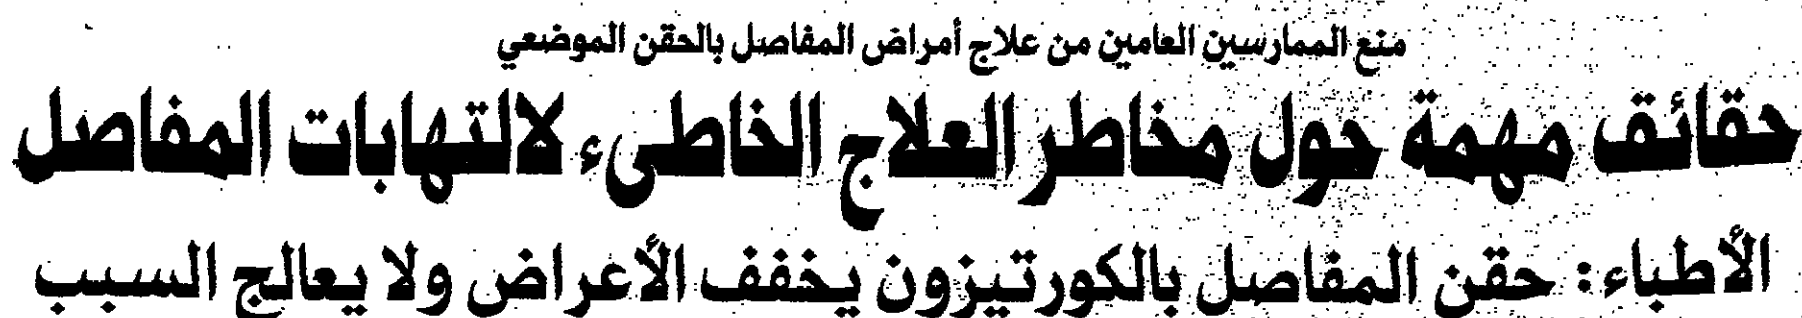 منع الممارسين العامين من علاج أمراض المفاصل بالحقن الموضعي
حقائق مهمة حول مخاطر العلاج الخاطىء لالتهابات المفاصل
الأطباء: حقن المفاصل بالكورتيزون يخفف الأعراض ولا يعالج السبب